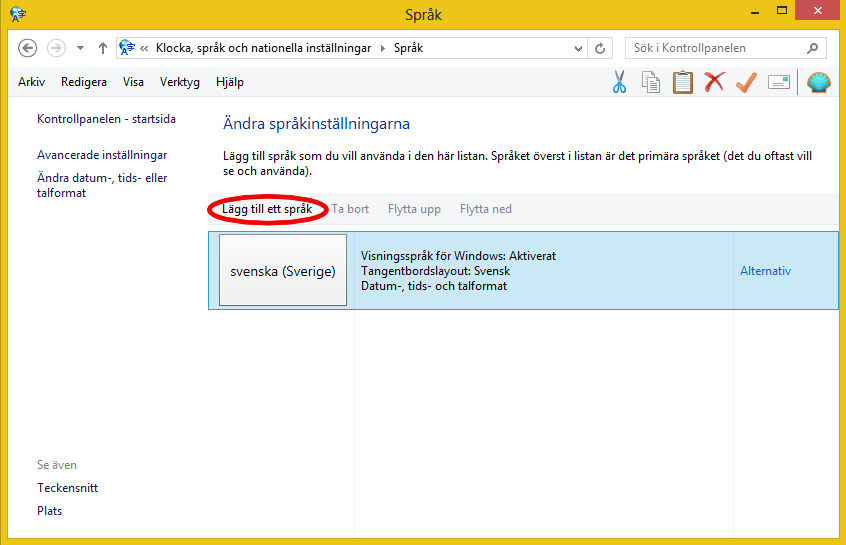 Språk
« Klocka, språk och nationella inställningar ▸ Språk
Sök i Kontrollpanelen
Arkiv Redigera Visa Verktyg Hjälp
Kontrollpanelen - startsida
Avancerade inställningar
Ändra datum-, tids- eller
talformat
Ändra språkinställningarna
Lägg till språk som du vill använda i den här listan. Språket överst i listan är det primära språket (det du oftast vill
se och använda).
Lägg till ett språk Ta bort Flytta upp Flytta ned
svenska (Sverige)
Visningsspråk för Windows: Aktiverat
Tangentbordslayout: Svensk
Datum-, tids- och talformat
Alternativ
Se även
Teckensnitt
Plats